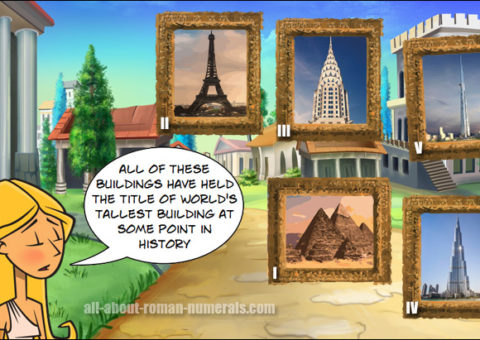 II
III
V
ALL OF THESE
BUILDINGS HAVE HELD
THE TITLE OF WORLD'S
TALLEST BUILDING AT
SOME POINT IN
HISTORY
I
IV
all-about-roman-numerals.com